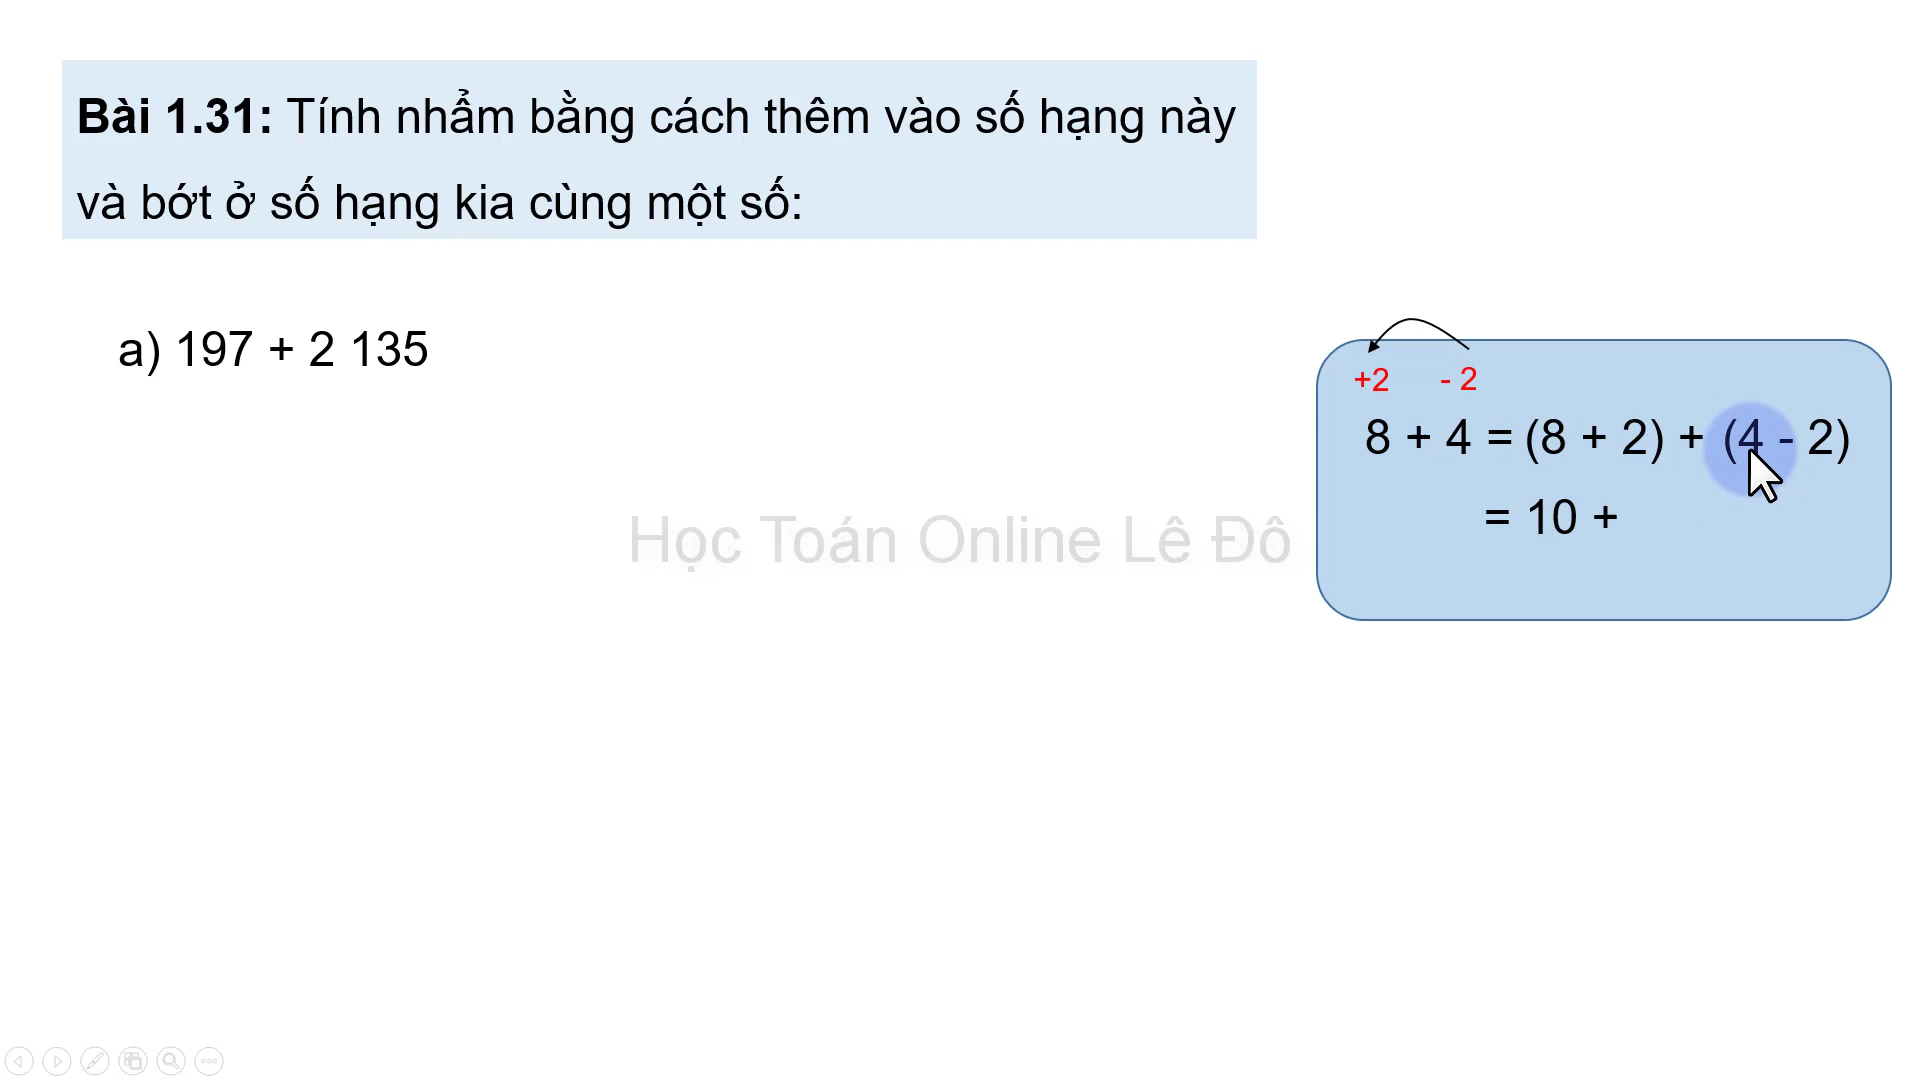 Bài 1.31: Tính nhẩm bằng cách thêm vào số hạng này
và bớt ở số hạng kia cùng một số:
a) 197 + 2 135
+2 - 2
8 + 4 = (8 + 2) + (4 - 2)
= 10 +
Học Toán Online Lê Đô